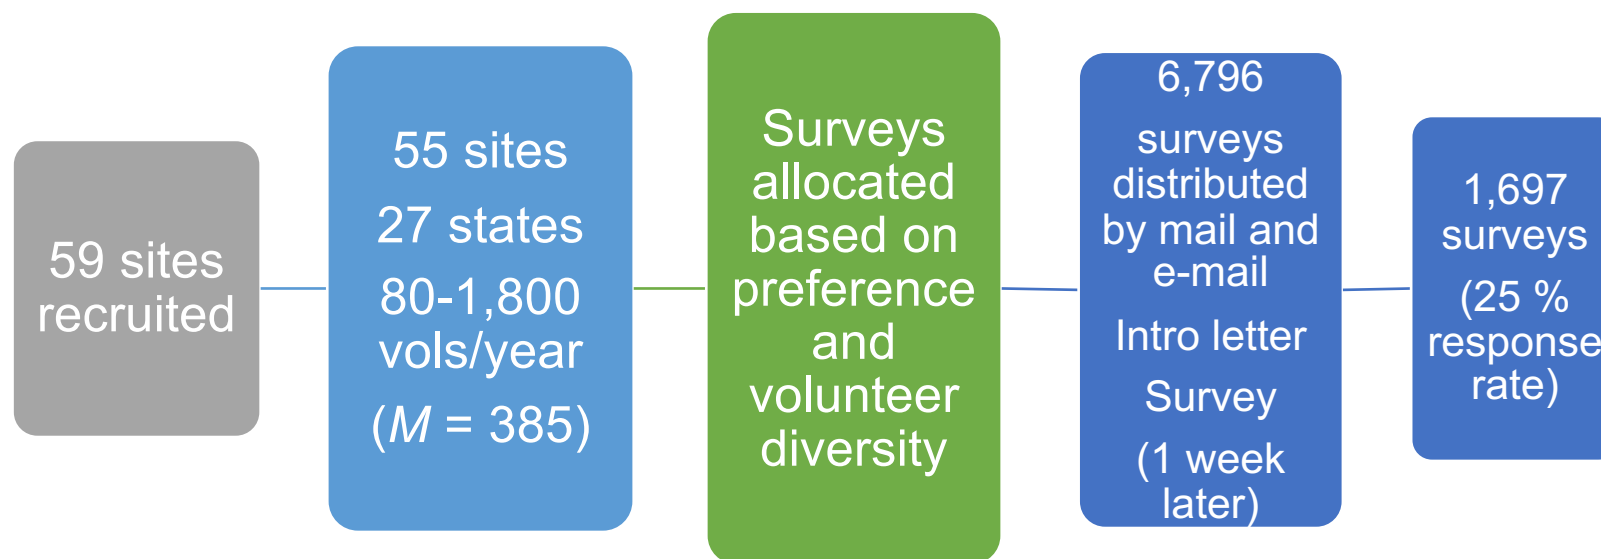 59 sites
recruited
55 sites
27 states
80-1,800
vols/year
(M = 385)
Surveys
allocated
based on
preference
and
volunteer
diversity
6,796
surveys
distributed
by mail and
e-mail
Intro letter
Survey
(1 week
later)
1,697
surveys
(25 %
response
rate)